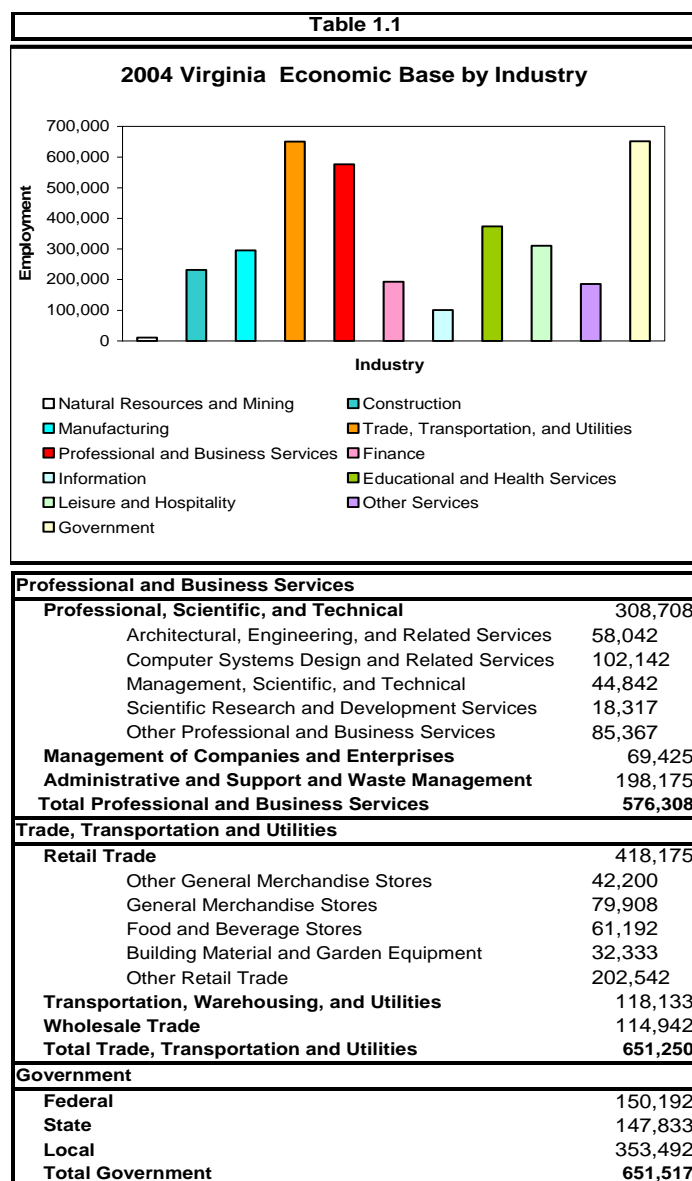 Table 1.1
2004 Virginia Economic Base by Industry
700,000
600,000
500,000
400,000
300,000
200,000
100,000
0
Employment
Industry
Natural Resources and Mining Construction
Manufacturing Trade, Transportation, and Utilities
Professional and Business Services Finance
Information Educational and Health Services
Leisure and Hospitality Other Services
Government
Professional and Business Services
Professional, Scientific, and Technical 308,708
Architectural, Engineering, and Related Services 58,042
Computer Systems Design and Related Services 102,142
Management, Scientific, and Technical 44,842
Scientific Research and Development Services 18,317
Other Professional and Business Services 85,367
Management of Companies and Enterprises 69,425
Administrative and Support and Waste Management 198,175
Total Professional and Business Services 576,308
Trade, Transportation and Utilities
Retail Trade 418,175
Other General Merchandise Stores 42,200
General Merchandise Stores 79,908
Food and Beverage Stores 61,192
Building Material and Garden Equipment 32,333
Other Retail Trade 202,542
Transportation, Warehousing, and Utilities 118,133
Wholesale Trade 114,942
Total Trade, Transportation and Utilities 651,250
Government
Federal 150,192
State 147,833
Local 353,492
Total Government 651,517